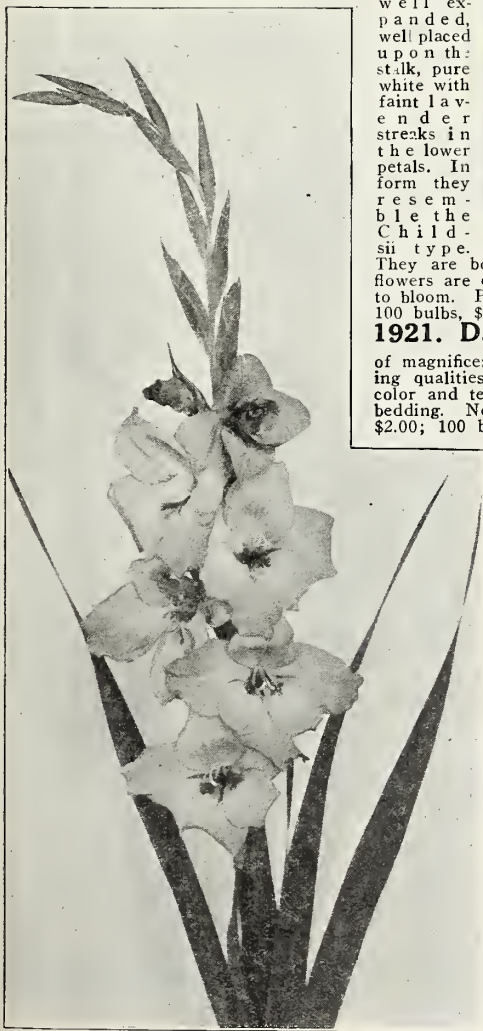 well ex-
panded,
well placed
upon the
stalk, pure
white with
faint lav-
ender
streaks in
the lower
petals. In
form they
resem-
ble the
Child-
sii type.
They are
flowers are
to bloom.
100 bulbs, $
1921.
of magnifice
ing qualities
color and te
bedding.
$2.00; 100 b